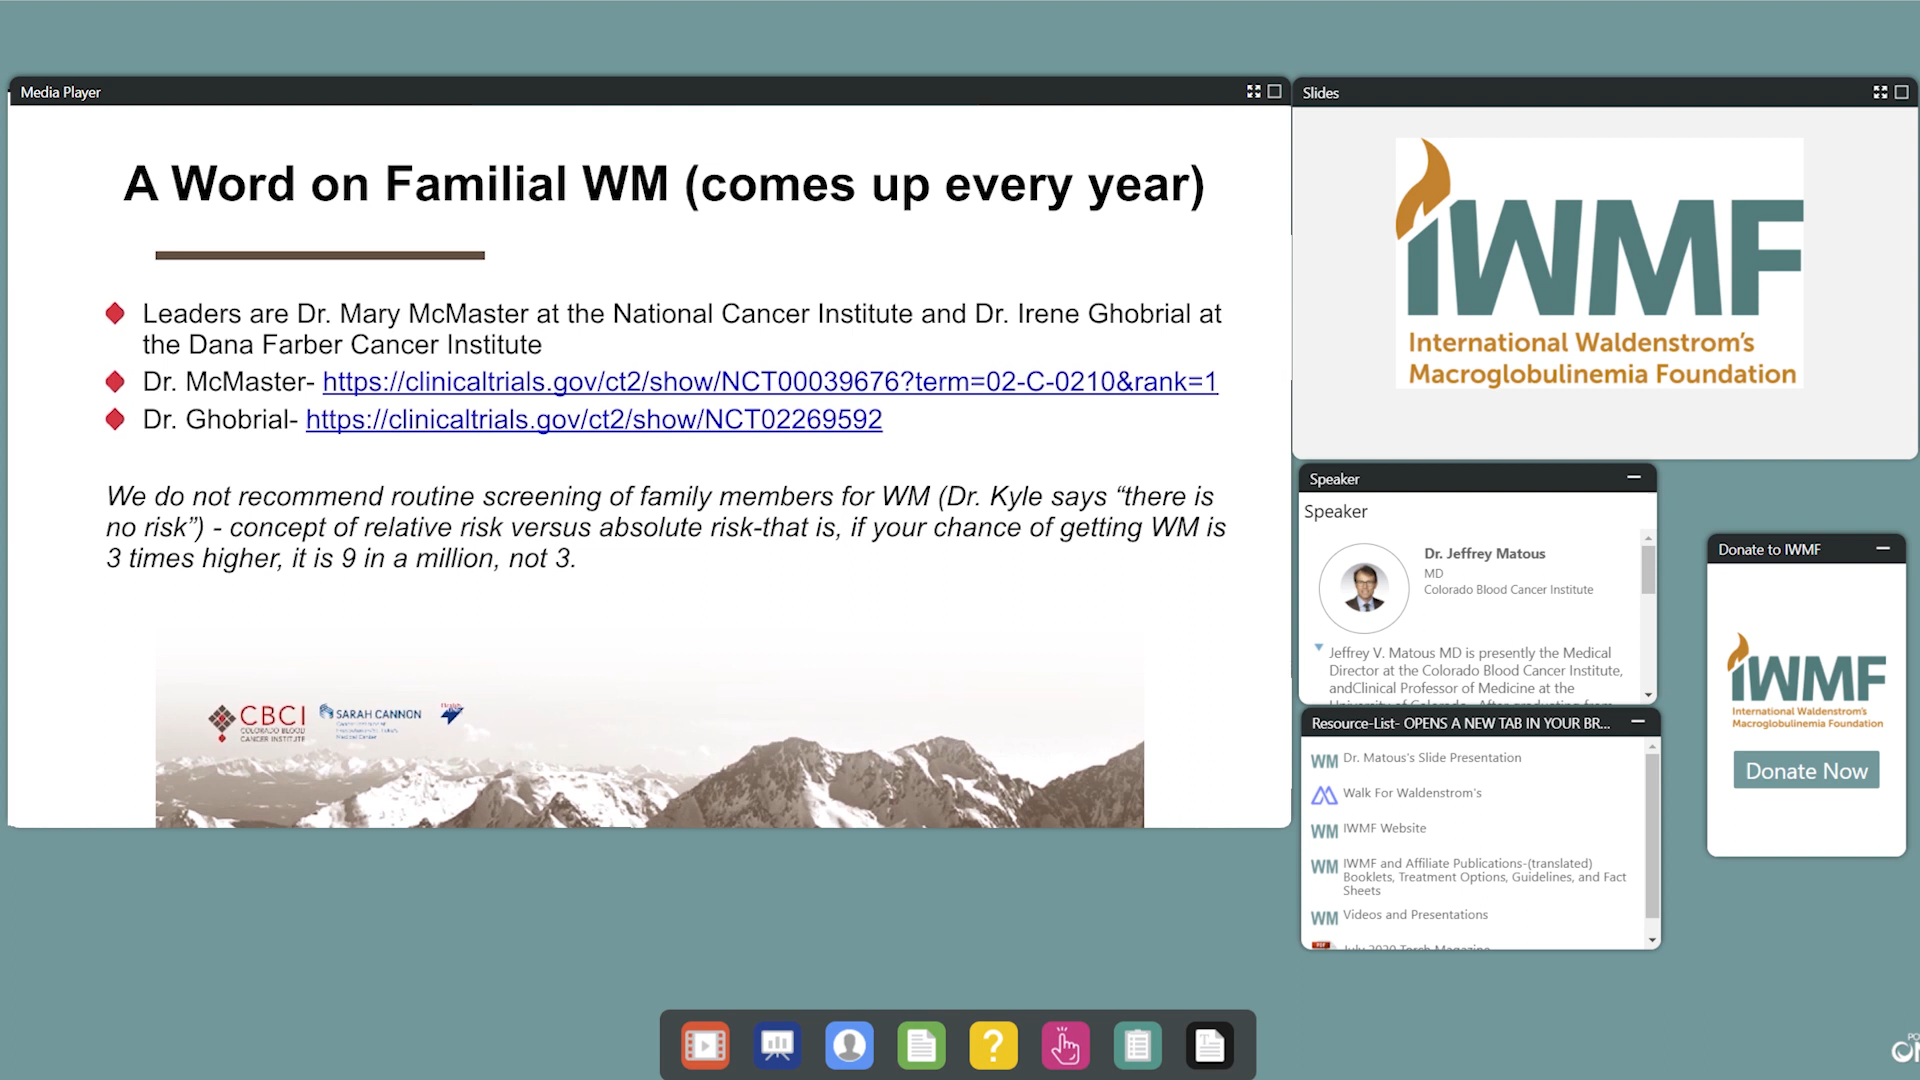 Media Player
A Word on Familial WM (comes up every year)
Leaders are Dr. Mary McMaster at the National Cancer Institute and Dr. Irene Ghobrial at
the Dana Farber Cancer Institute
Dr. McMaster- https://clinicaltrials.gov/ct2/show/NCT00039676?term=02-C-0210&rank=1
Dr. Ghobrial- https://clinicaltrials.gov/ct2/show/NCT02269592
We do not recommend routine screening of family members for WM (Dr. Kyle says “there is
no risk”) - concept of relative risk versus absolute risk-that is, if your chance of getting WM is
3 times higher, it is 9 in a million, not 3.
CBCI
COLORADO BLOOD
CANCER INSTITUTE
SARAH CANNON
Slides
IWMF
International Waldenstrom’s
Macroglobulinemia Foundation
Speaker
Speaker
Dr. Jeffrey Matous
MD
Colorado Blood Cancer Institute
Jeffrey V. Matous MD is presently the Medical
Director at the Colorado Blood Cancer Institute,
andClinical Professor of Medicine at the
Resource-List- OPENS A NEW TAB IN YOUR BR...
WM Dr. Matous's Slide Presentation
Walk For Waldenstrom's
WM IWMF Website
WM IWMF and Affiliate Publications-(translated)
Booklets, Treatment Options, Guidelines, and Fact
Sheets
WM Videos and Presentations
July 2020 Torch Magazine
Donate to IWMF
IWMF
International Waldenstrom's
Macroglobulinemia Foundation
Donate Now